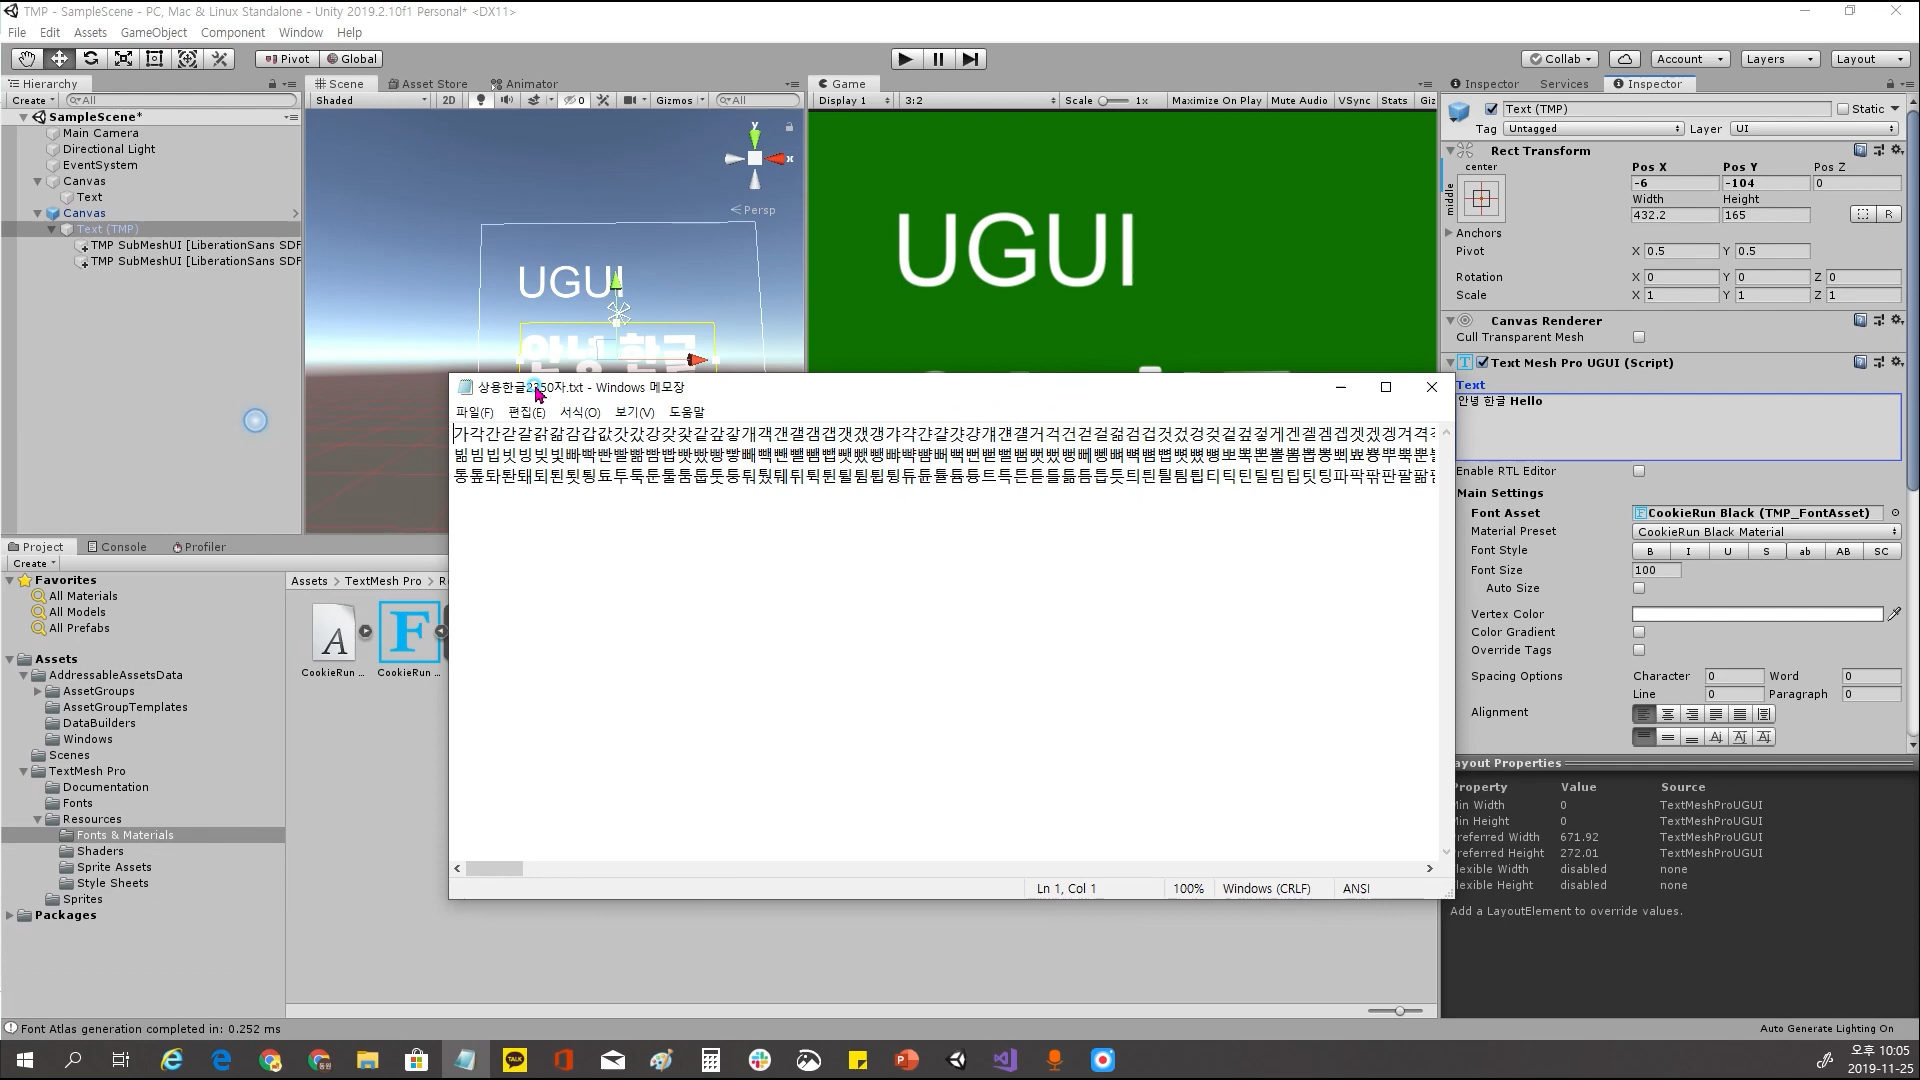 TMP - SampleScene - PC, Mac & Linux Standalone - Unity 2019.2.10f1 Personal* <DX11>
File Edit Assets GameObject Component Window Help
Pivot Global
Collab Account Layers Layout
Hierarchy
Create All
SampleScene*
Main Camera
Directional Light
EventSystem
Canvas
Text
Canvas
Text (TMP)
TMP SubMeshUI [LiberationSans SDF
TMP SubMeshUI [LiberationSans SDF
Scene Asset Store Animator
Shaded 2D 0 Gizmos All
y
x
Persp
UGUI
안녕 한글
Game
Display 1 3:2 Scale 1x Maximize On Play Mute Audio VSync Stats Giz
UGUI
Inspector Services Inspector
Text (TMP) Static
Tag Untagged Layer UI
Rect Transform
center
middle
Pos X Pos Y Pos Z
-6 -104 0
Width Height
432.2 165 R
Anchors
Pivot X 0.5 Y 0.5
Rotation X 0 Y 0 Z 0
Scale X 1 Y 1 Z 1
Canvas Renderer
Cull Transparent Mesh
Text Mesh Pro UGUI (Script)
Text
안녕 한글 Hello
Enable RTL Editor
Main Settings
Font Asset CookieRun Black (TMP_FontAsset)
Material Preset CookieRun Black Material
Font Style B I U S ab AB SC
Font Size 100
Auto Size
Vertex Color
Color Gradient
Override Tags
Spacing Options Character 0 Word 0
Line 0 Paragraph 0
Alignment
Layout Properties
Property Value Source
Min Width 0 TextMeshProUGUI
Min Height 0 TextMeshProUGUI
Preferred Width 671.92 TextMeshProUGUI
Preferred Height 272.01 TextMeshProUGUI
Flexible Width disabled none
Flexible Height disabled none
Add a LayoutElement to override values.
상용한글2350자.txt - Windows 메모장
파일(F) 편집(E) 서식(O) 보기(V) 도움말
Ln 1, Col 1 100% Windows (CRLF) ANSI
Project Console Profiler
Create
Favorites
All Materials
All Models
All Prefabs
Assets
AddressableAssetsData
AssetGroups
AssetGroupTemplates
DataBuilders
Windows
Scenes
TextMesh Pro
Documentation
Fonts
Resources
Fonts & Materials
Shaders
Sprite Assets
Style Sheets
Sprites
Packages
Assets > TextMesh Pro > R
CookieRun ... CookieRun ...
Font Atlas generation completed in: 0.252 ms
Auto Generate Lighting On
TALK
오후 10:05
2019-11-25